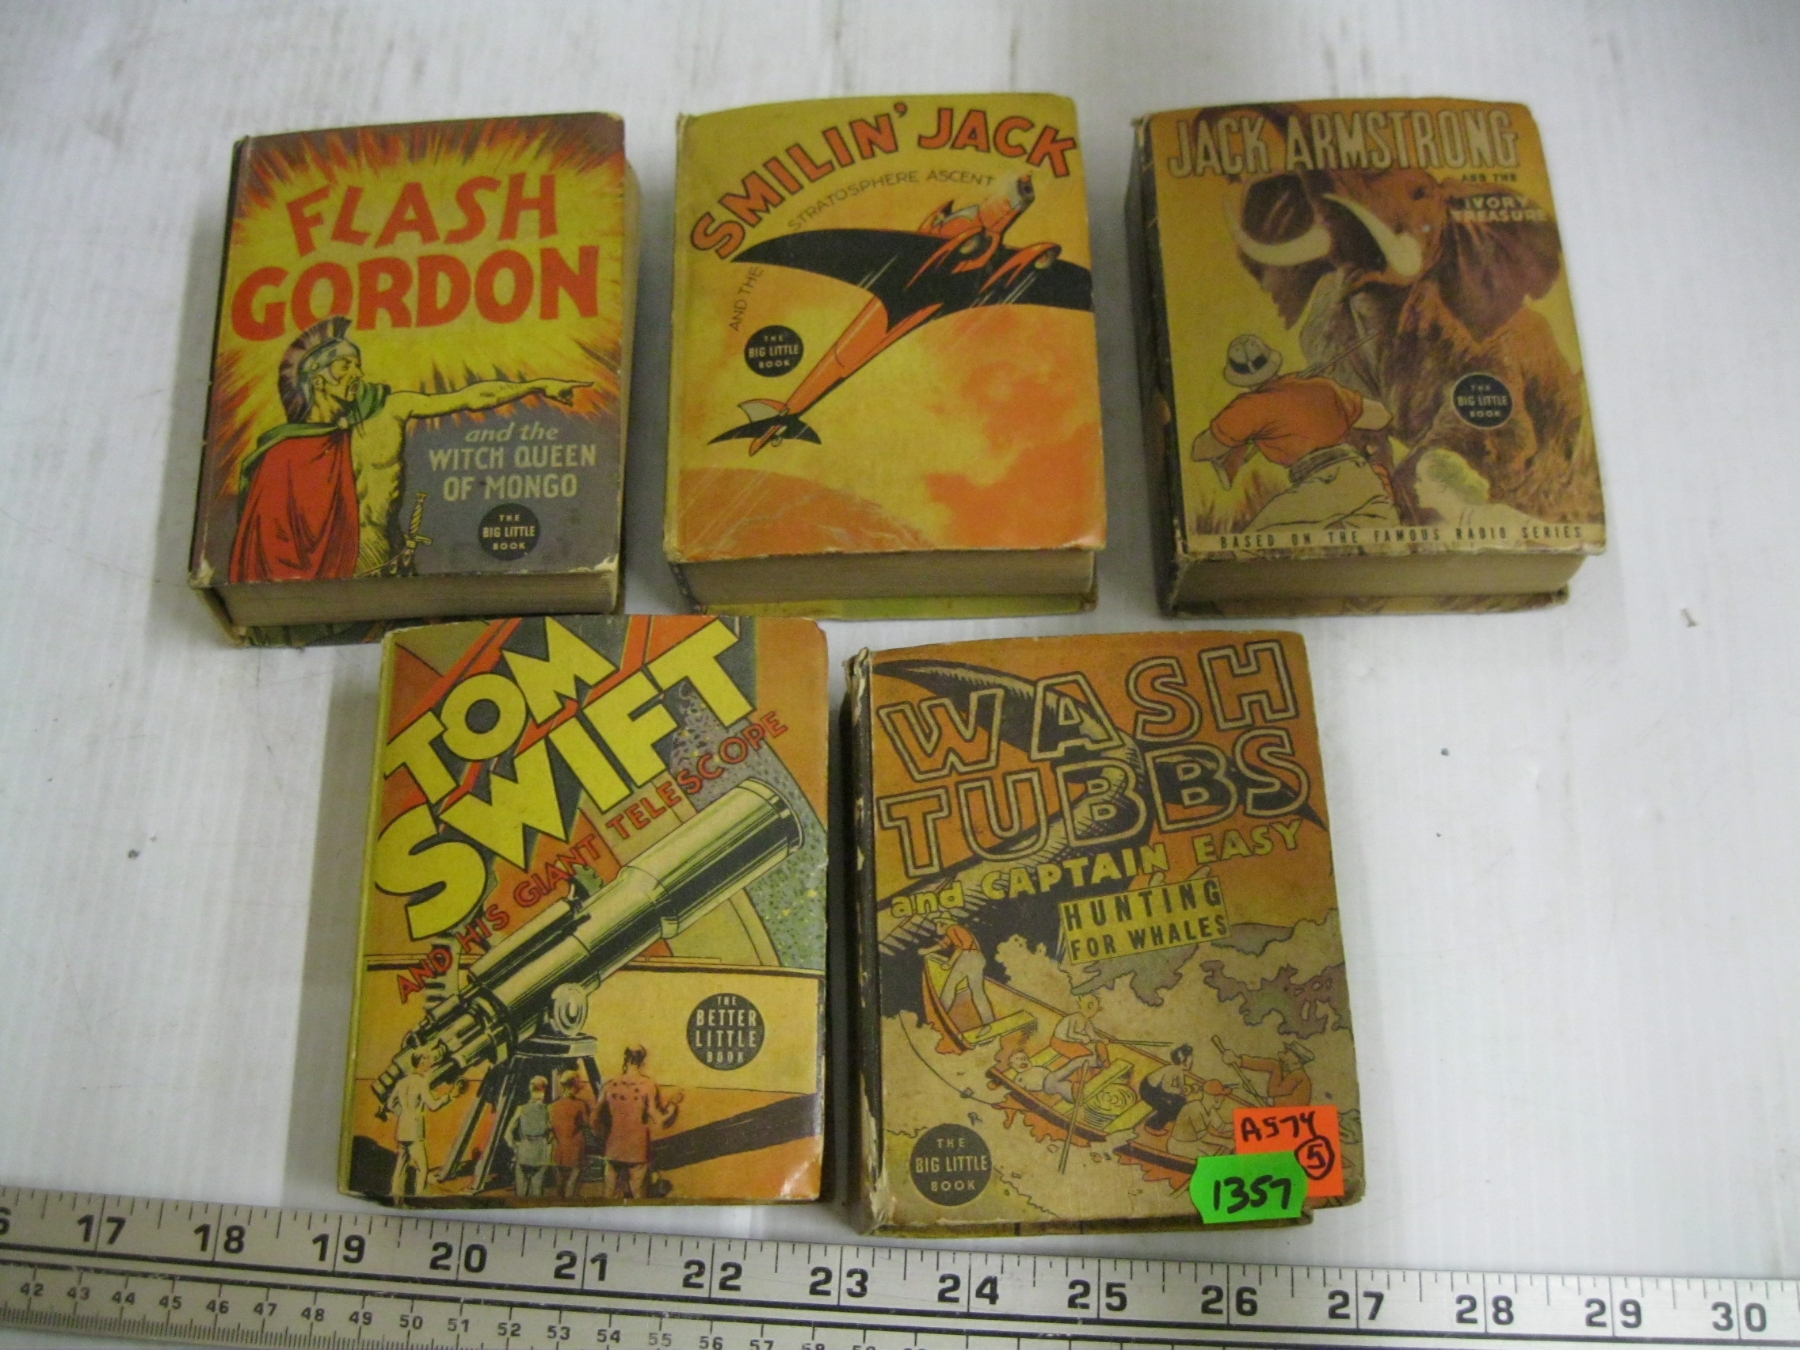 FLASH
GORDON
and the
WITCH QUEEN
OF MONGO
THE
BIG LITTLE
BOOK
SMILIN' JACK
AND THE STRATOSPHERE ASCENT
THE
BIG LITTLE
BOOK
JACK ARMSTRONG
AND THE
IVORY
TREASURE
THE
BIG LITTLE
BOOK
BASED ON THE FAMOUS RADIO SERIES
TOM
SWIFT
AND HIS GIANT TELESCOPE
THE
BETTER
LITTLE
BOOK
WASH
TUBBS
and CAPTAIN EASY
HUNTING
FOR WHALES
THE
BIG LITTLE
BOOK
A574
5
1357
17 18 19 20 21 22 23 24 25 26 27 28 29 30
42 43 44 45 46 47 48 49 50 51 52 53 54 55 56 57